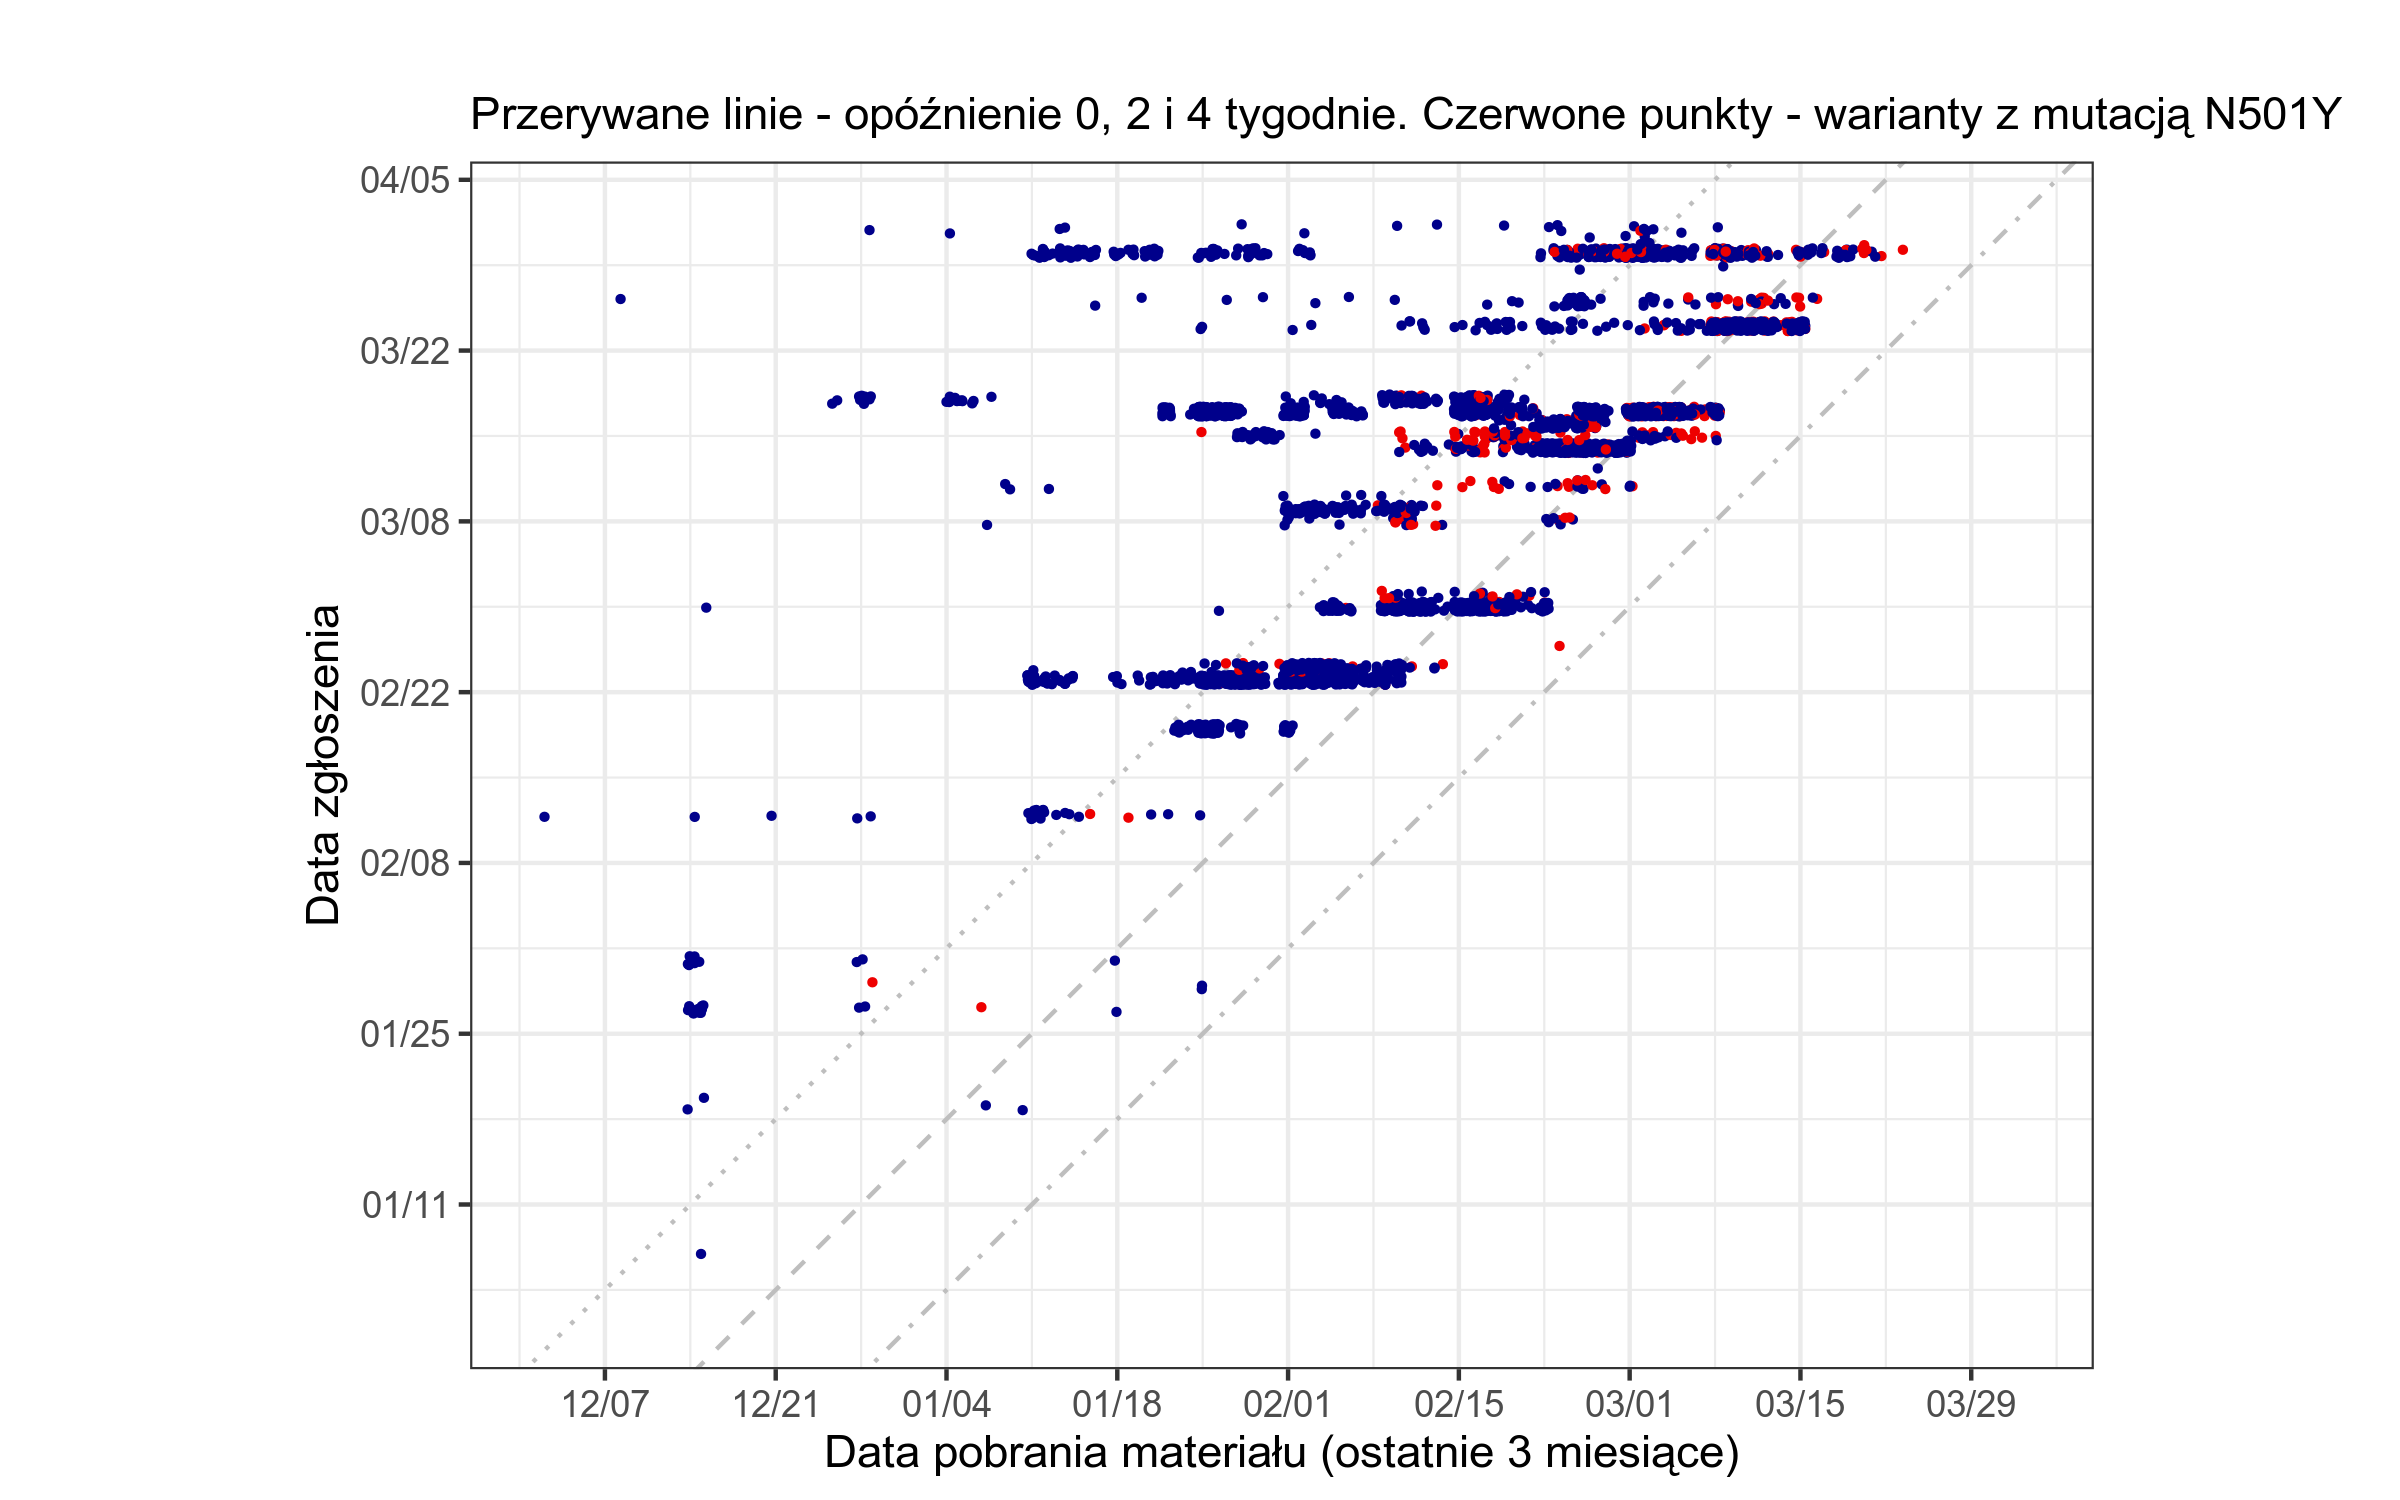 Przerywane linie - opóźnienie 0, 2 i 4 tygodnie. Czerwone punkty - warianty z mutacją N501Y
Data zgłoszenia
04/05
03/22
03/08
02/22
02/08
01/25
01/11
12/07 12/21 01/04 01/18 02/01 02/15 03/01 03/15 03/29
Data pobrania materiału (ostatnie 3 miesiące)